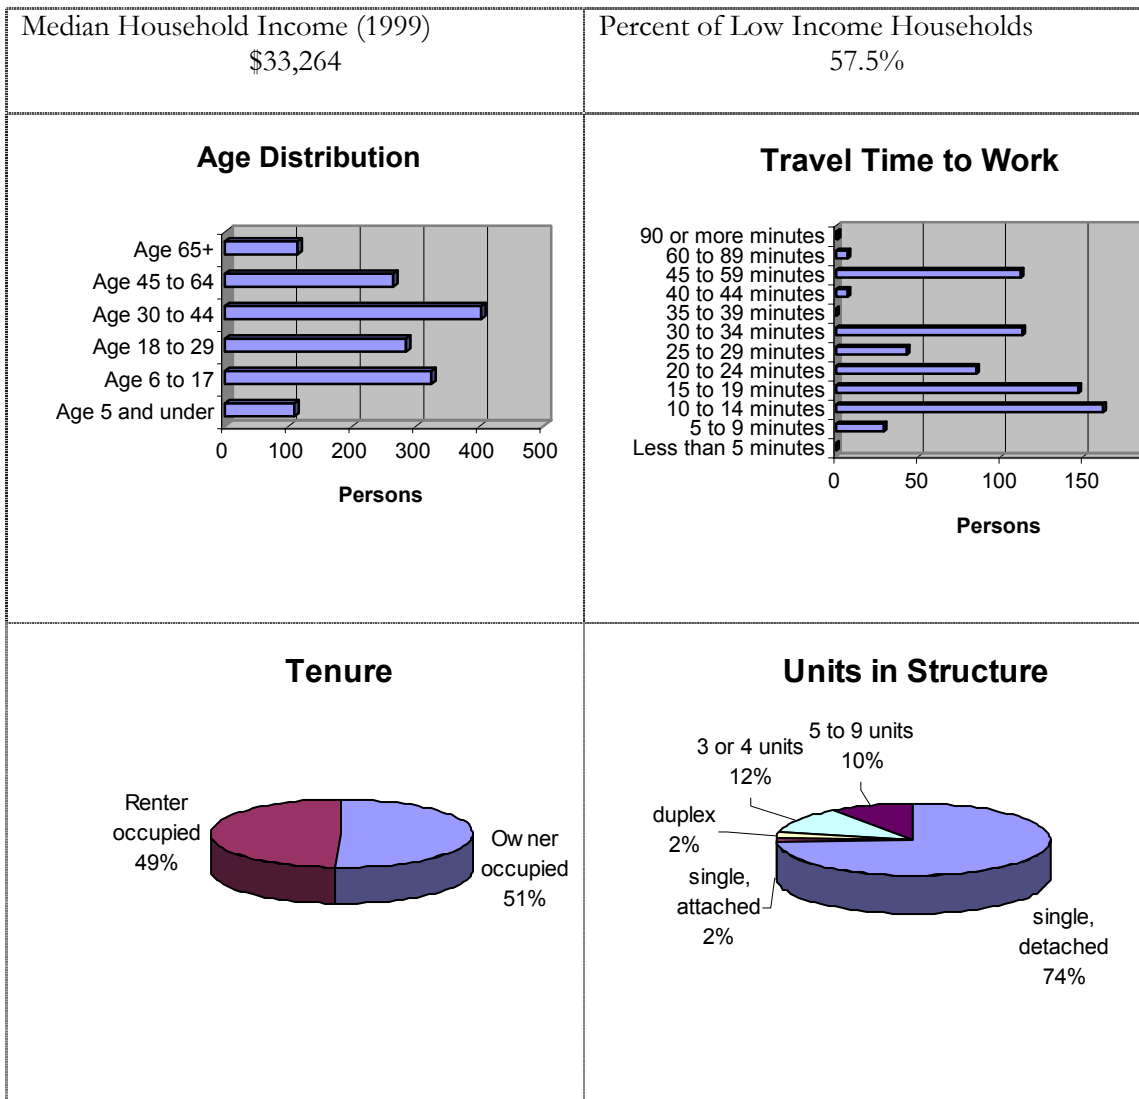 Median Household Income (1999)
$33,264
Percent of Low Income Households
57.5%
Age Distribution
Age 65+
Age 45 to 64
Age 30 to 44
Age 18 to 29
Age 6 to 17
Age 5 and under
0 100 200 300 400 500
Persons
Travel Time to Work
90 or more minutes
60 to 89 minutes
45 to 59 minutes
40 to 44 minutes
35 to 39 minutes
30 to 34 minutes
25 to 29 minutes
20 to 24 minutes
15 to 19 minutes
10 to 14 minutes
5 to 9 minutes
Less than 5 minutes
0 50 100 150
Persons
Tenure
Renter
occupied
49%
Owner
occupied
51%
Units in Structure
5 to 9 units
10%
3 or 4 units
12%
duplex
2%
single,
attached
2%
single,
detached
74%